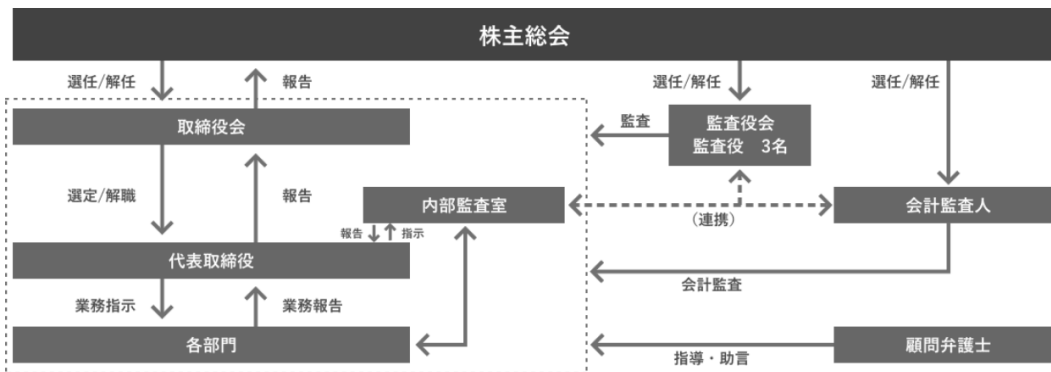 株主総会
選任/解任
報告
選任/解任
選任/解任
取締役会
監査
監査役会
監査役　3名
選定/解職
報告
内部監査室
(連携)
会計監査人
報告
指示
代表取締役
会計監査
業務指示
業務報告
各部門
指導・助言
顧問弁護士